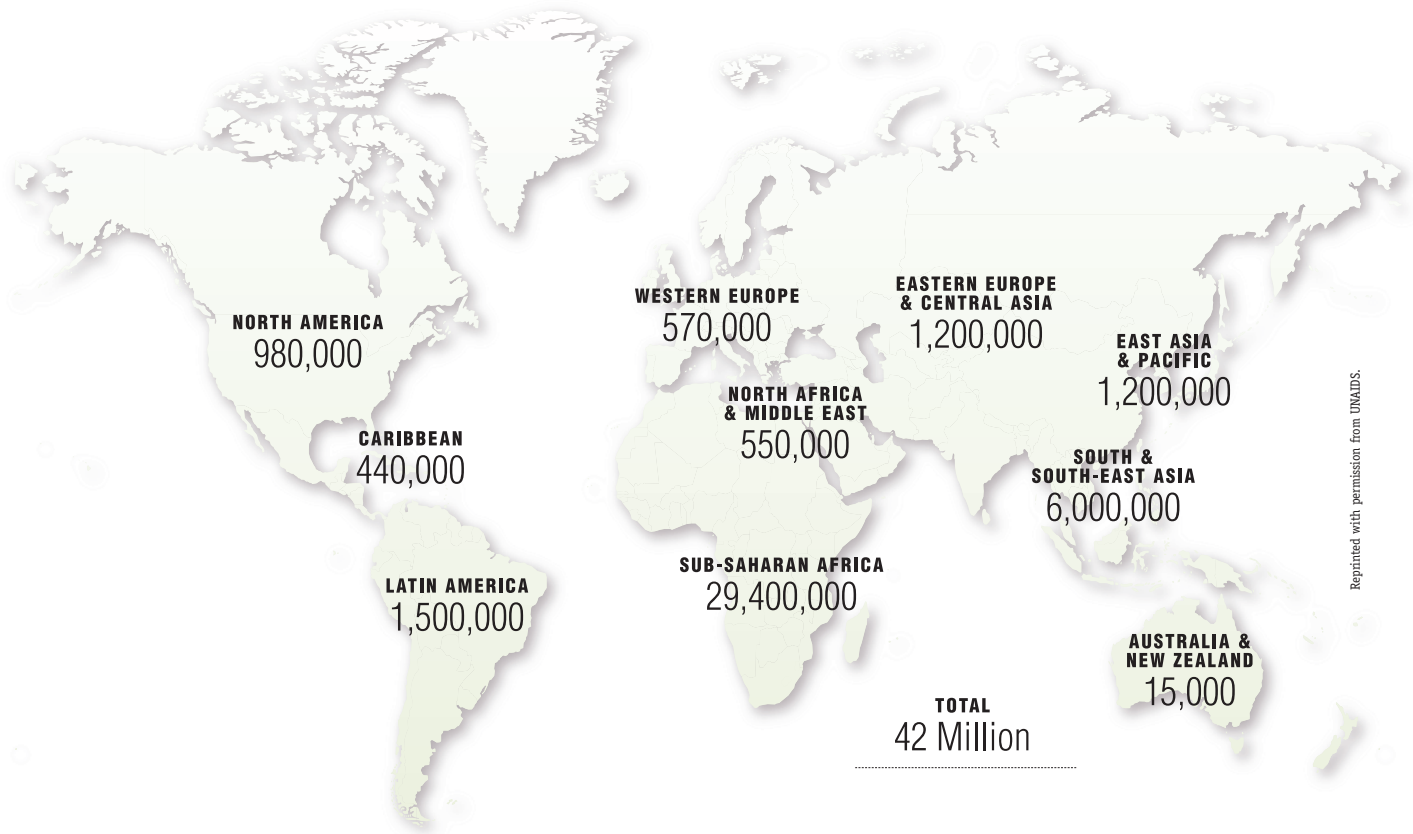 NORTH AMERICA
980,000
CARIBBEAN
440,000
LATIN AMERICA
1,500,000
WESTERN EUROPE
570,000
NORTH AFRICA
& MIDDLE EAST
550,000
SUB-SAHARAN AFRICA
29,400,000
EASTERN EUROPE
& CENTRAL ASIA
1,200,000
EAST ASIA
& PACIFIC
1,200,000
SOUTH &
SOUTH-EAST ASIA
6,000,000
AUSTRALIA &
NEW ZEALAND
15,000
TOTAL
42 Million
Reprinted with permission from UNAIDS.